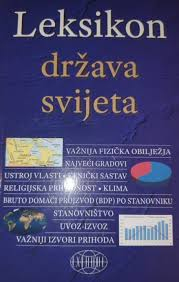 Leksikon
država
svijeta
VAŽNIJA FIZIČKA OBILJEŽJA
NAJVEĆI GRADOVI
USTROJ VLASTI • ETNIČKI SASTAV
RELIGIJSKA PRIPADNOST • KLIMA
BRUTO DOMAĆI PROIZVOD (BDP) PO STANOVNIKU
STANOVNIŠTVO
UVOZ-IZVOZ
VAŽNIJI IZVORI PRIHODA